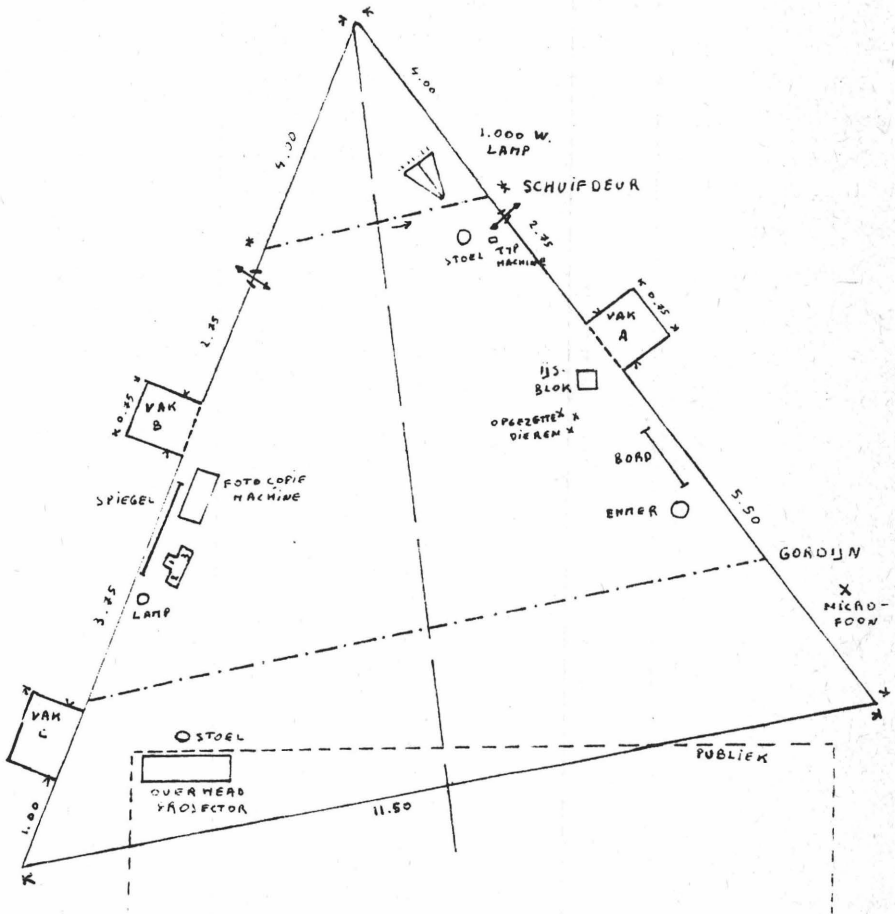 4.00
4.00
1.000 W.
LAMP
SCHUIFDEUR
2.75
STOEL
TYP
MACHINE
2.75
0.75
VAK
A
IJS-
BLOK
0.75
VAK
B
OPGEZETTE
DIEREN
BORD
SPIEGEL
FOTOCOPIE
MACHINE
EMMER
5.50
GORDIJN
3.75
LAMP
MICRO-
FOON
VAK
C
STOEL
PUBLIEK
OVERHEAD
PROJECTOR
11.50
1.00